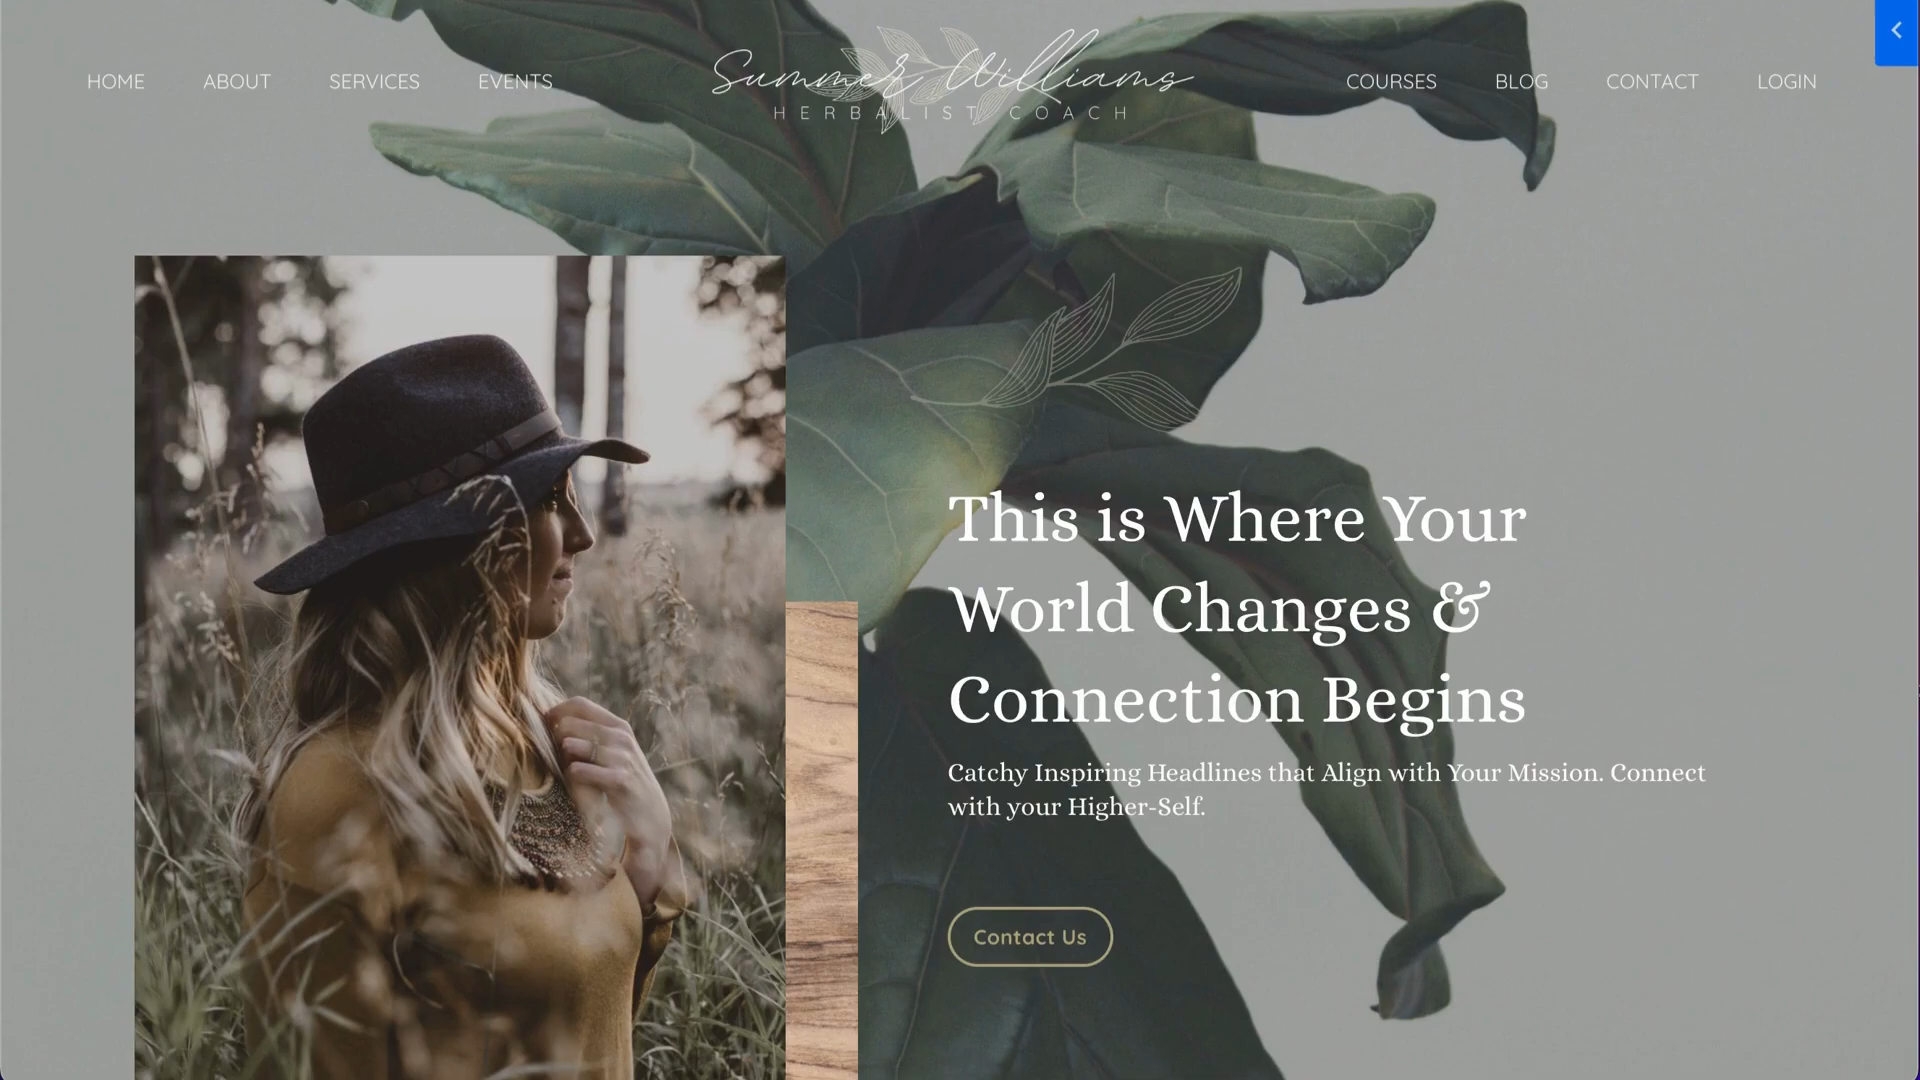 HOME ABOUT SERVICES EVENTS
Summer Williams
HERBALIST COACH
COURSES BLOG CONTACT LOGIN
This is Where Your
World Changes &
Connection Begins
Catchy Inspiring Headlines that Align with Your Mission. Connect
with your Higher-Self.
Contact Us